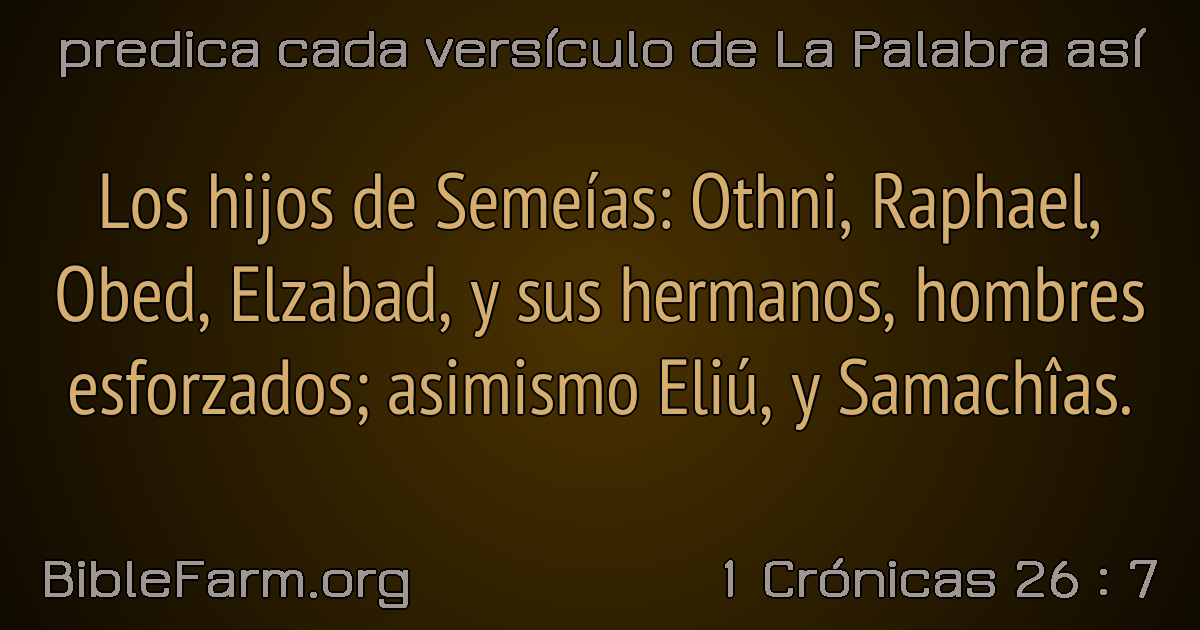 predica cada versículo de La Palabra así
Los hijos de Semeías: Othni, Raphael,
Obed, Elzabad, y sus hermanos, hombres
esforzados; asimismo Eliú, y Samachîas.
BibleFarm.org
1 Crónicas 26 : 7